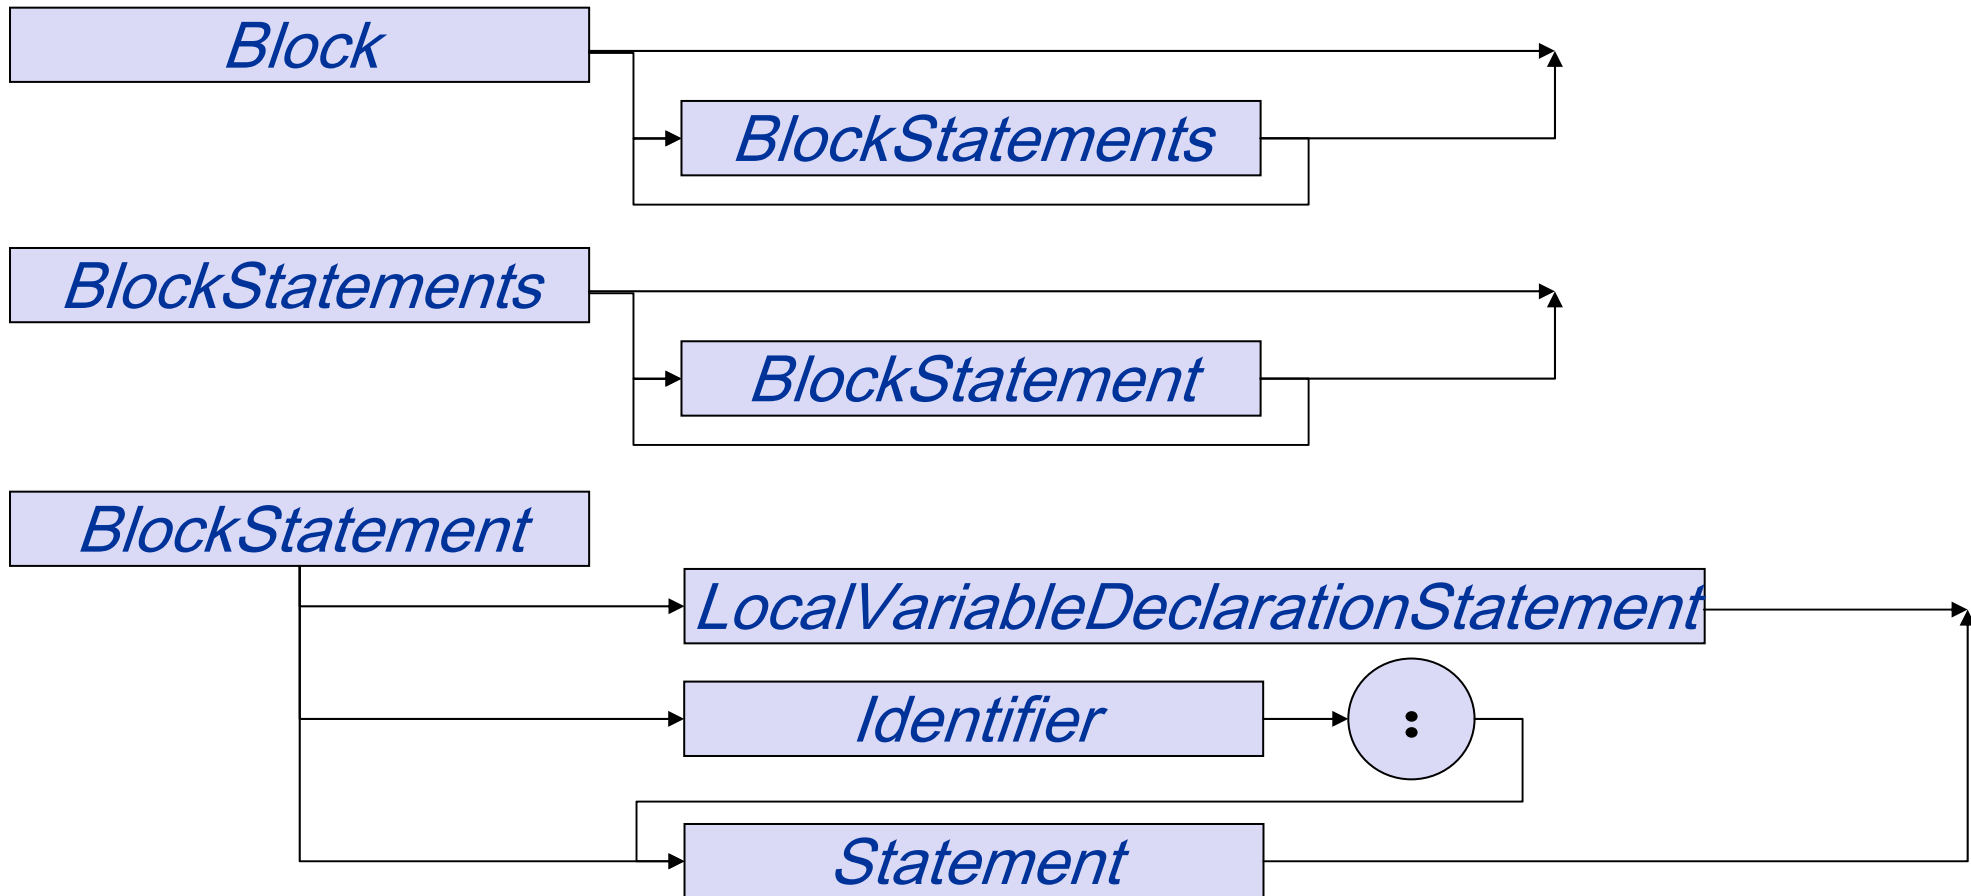 Block
BlockStatements
BlockStatements
BlockStatement
BlockStatement
LocalVariableDeclarationStatement
Identifier :
Statement